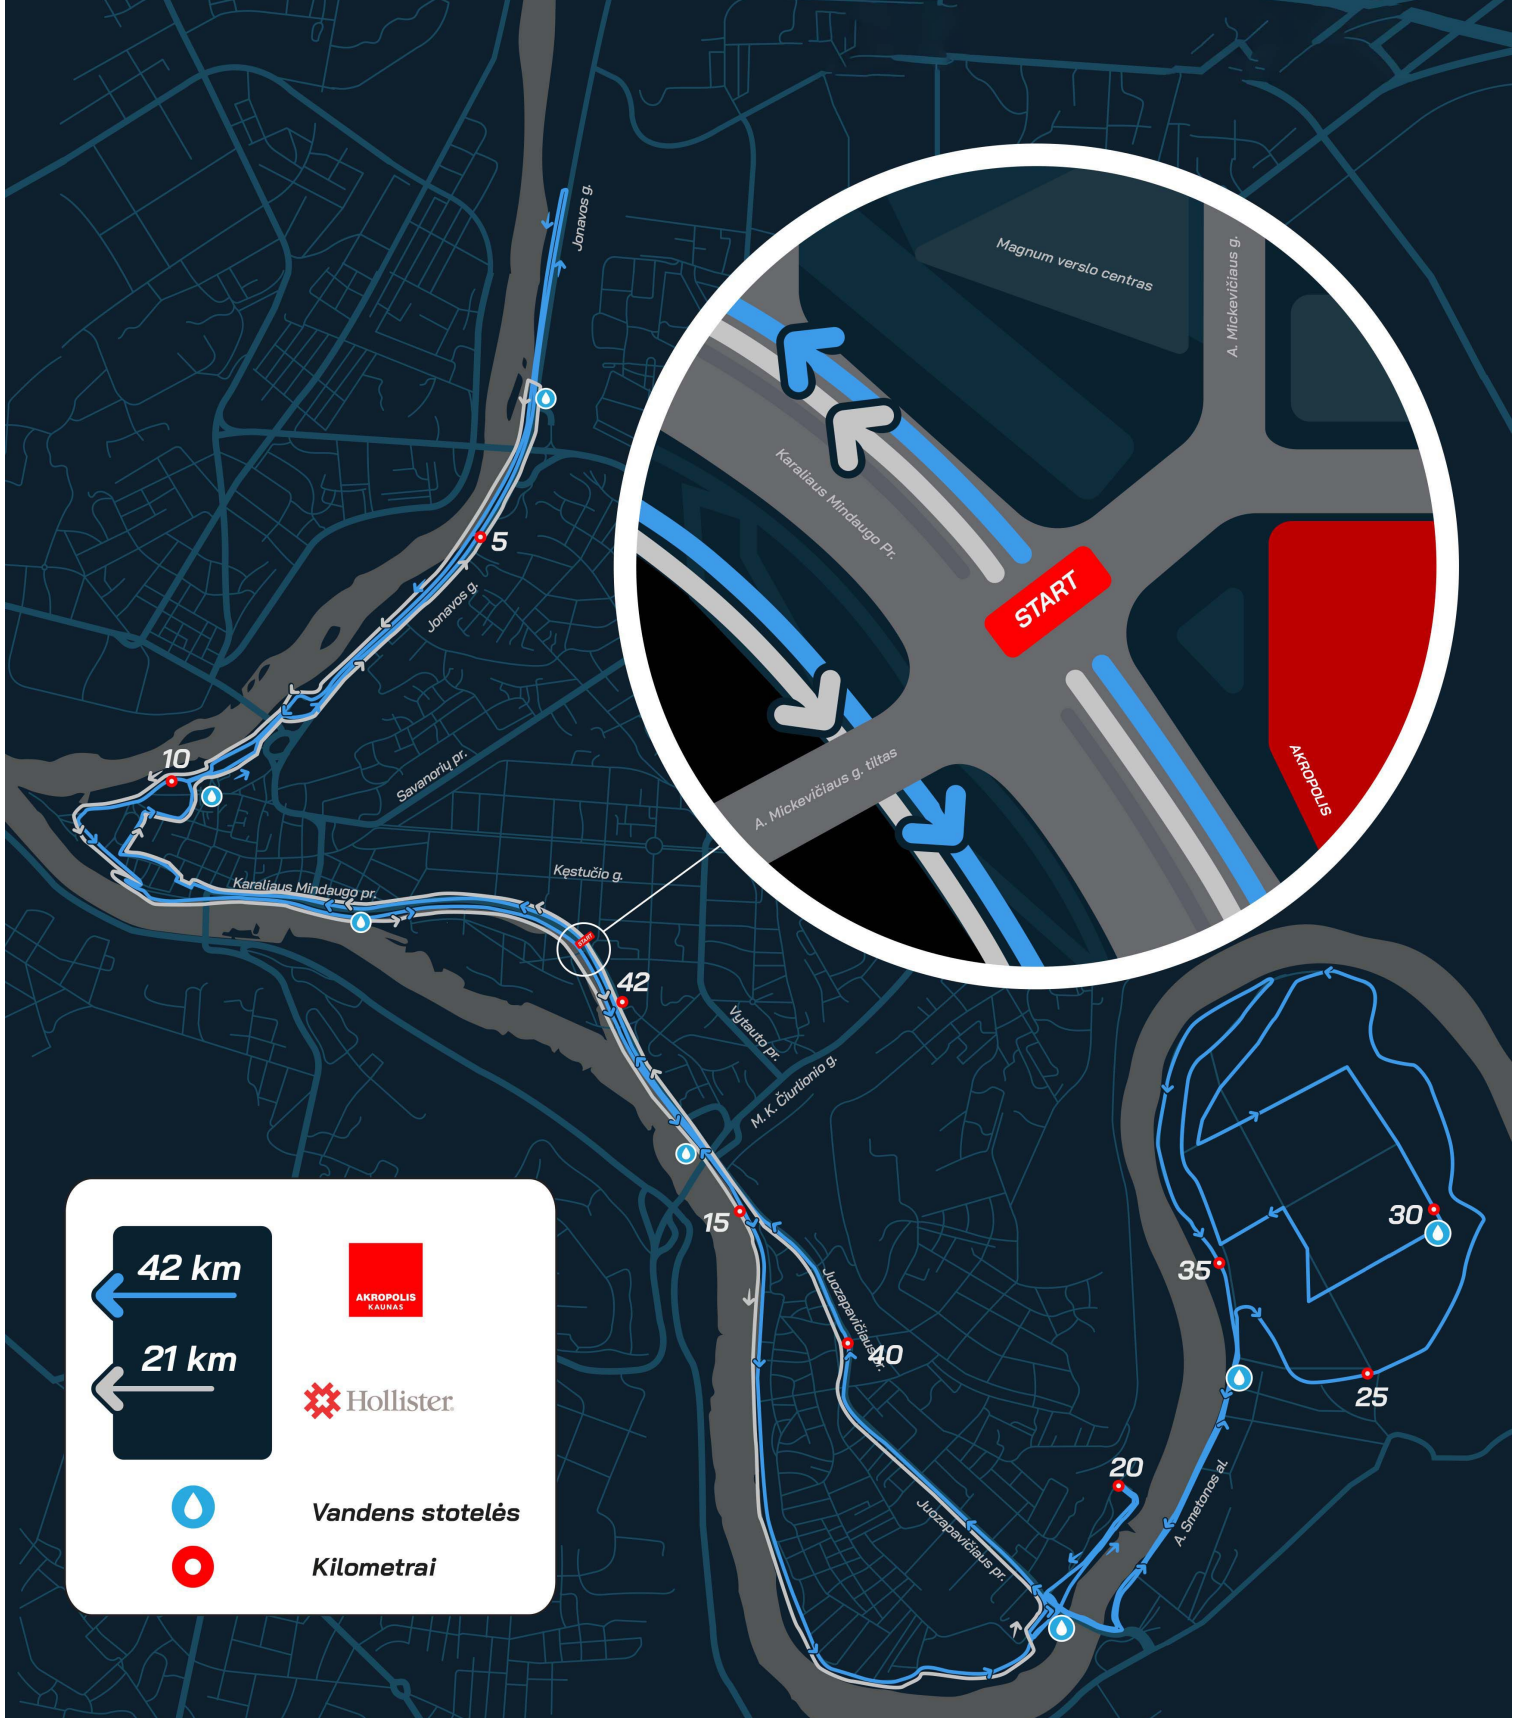 Jonavos g.
Magnum verslo centras
A. Mickevičiaus g.
Karaliaus Mindaugo Pr.
START
A. Mickevičiaus g. tiltas
AKROPOLIS
5
Jonavos g.
10
Savanorių pr.
Kęstučio g.
Karaliaus Mindaugo pr.
START
42
Vytauto pr.
M. K. Čiurlionio g.
15
30
35
Juozapavičiaus pr.
40
25
20
A. Smetonos al.
Juozapavičiaus pr.
42 km
21 km
AKROPOLIS
KAUNAS
Hollister
Vandens stotelės
Kilometrai